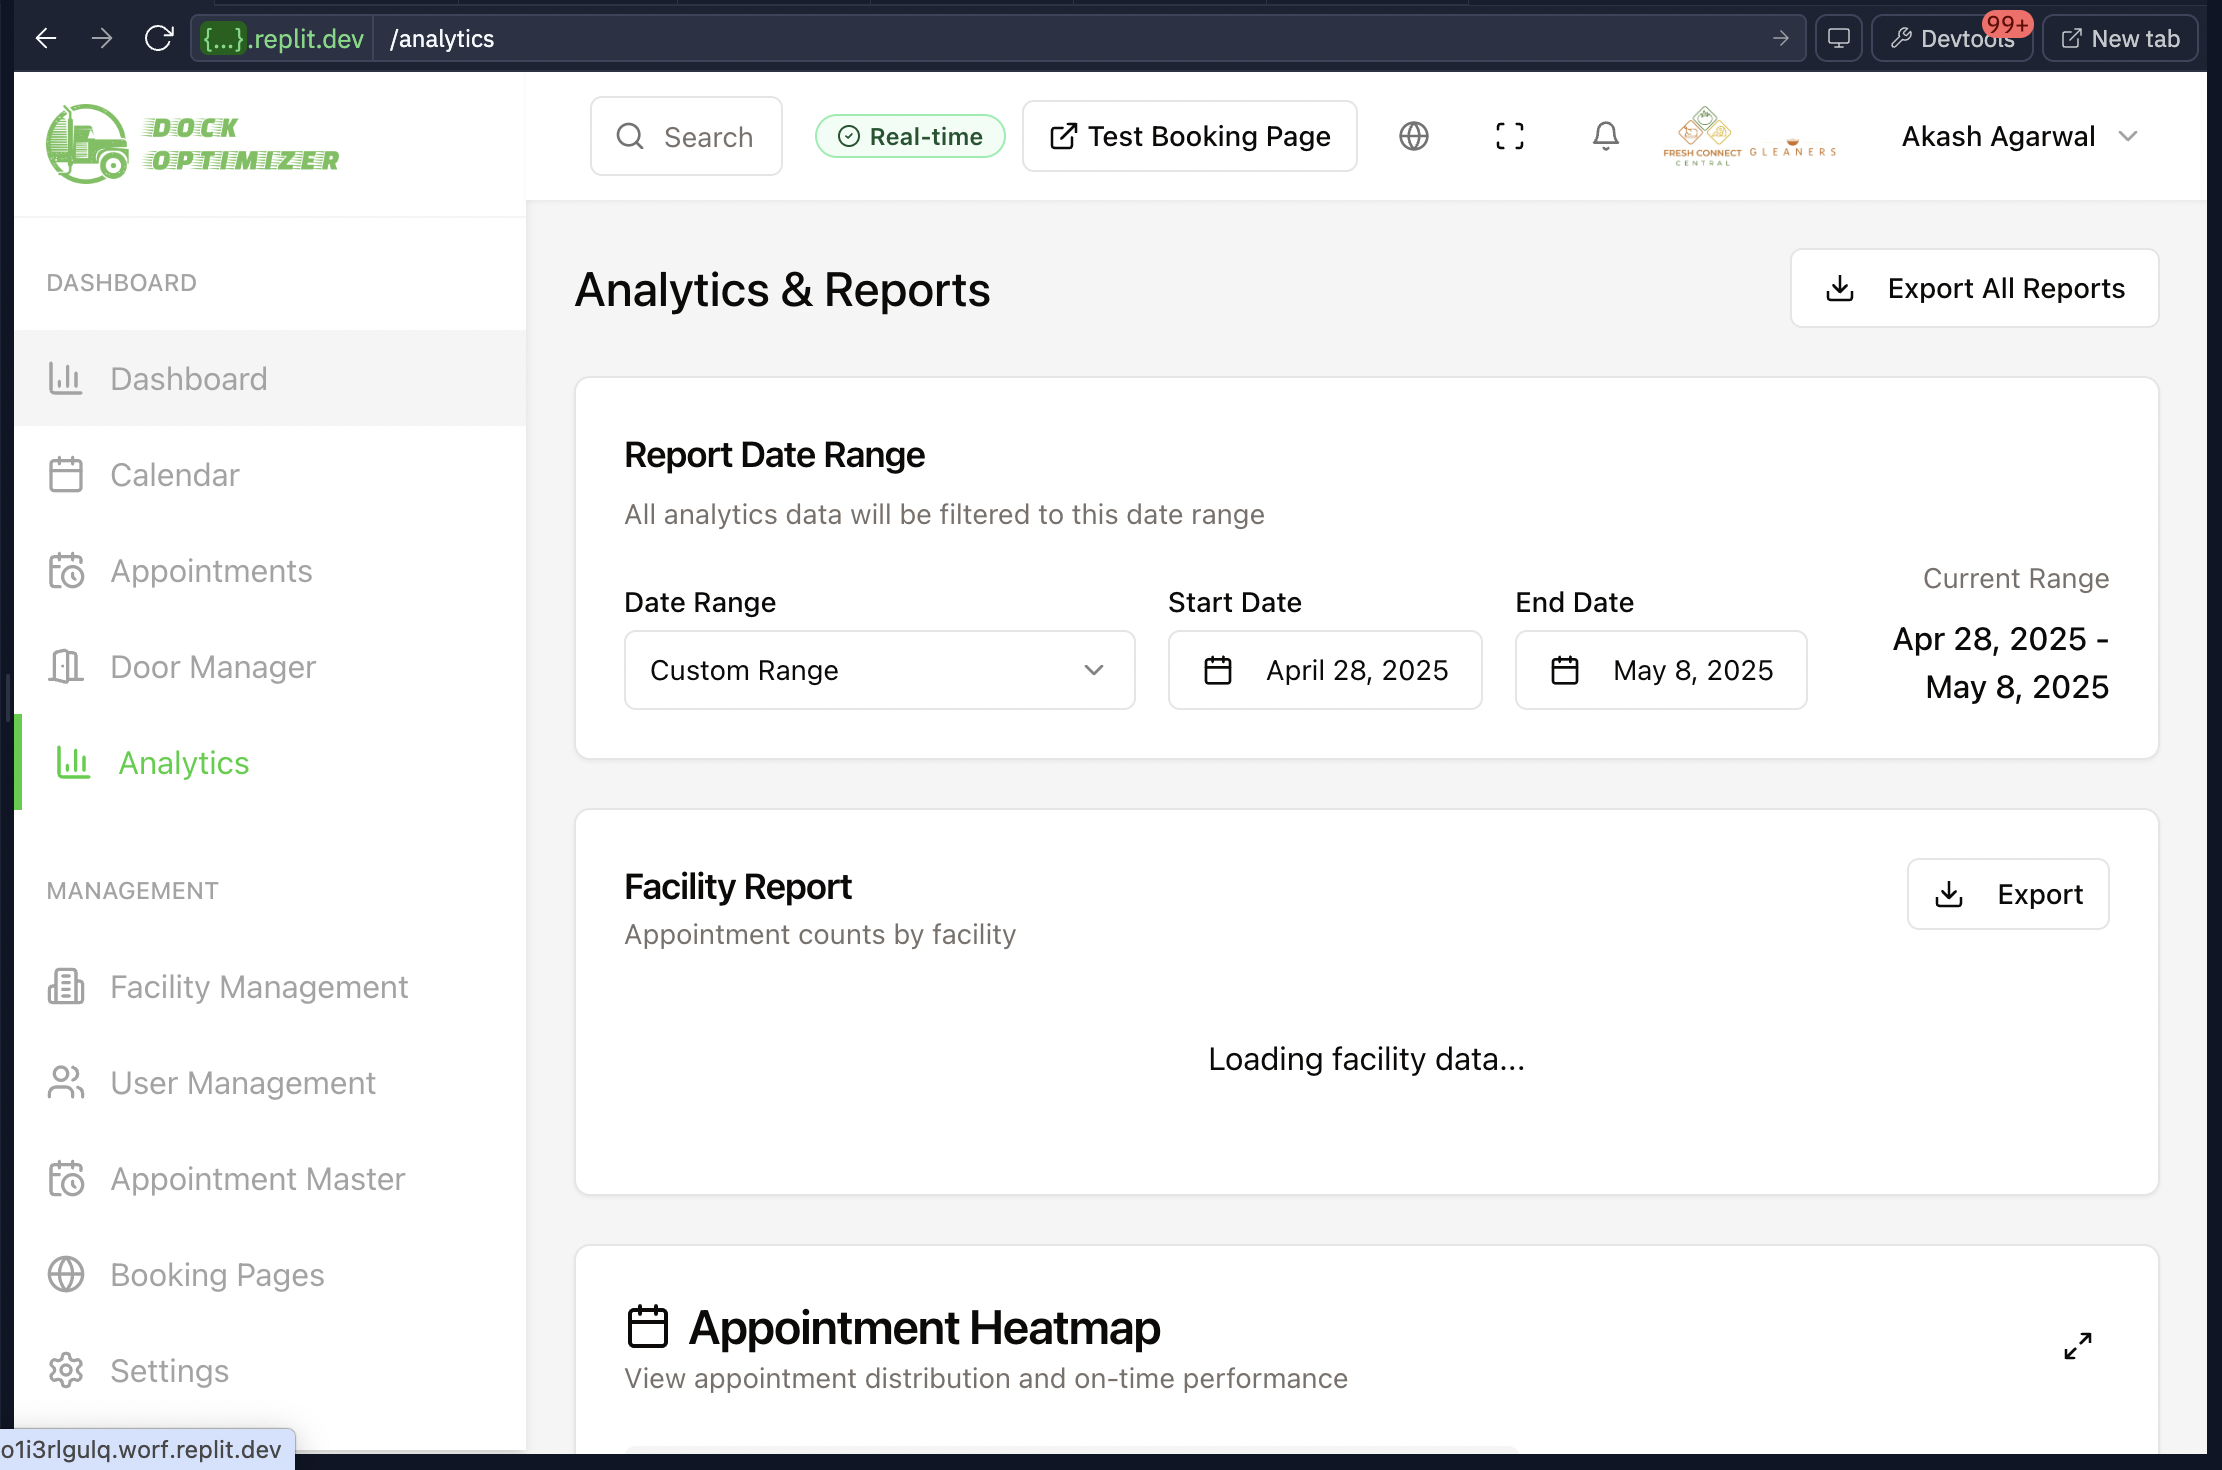 {...}.replit.dev /analytics
Devtools 99+
New tab
DOCK
OPTIMIZER
Search
Real-time
Test Booking Page
FRESH CONNECT
CENTRAL
GLEANERS
Akash Agarwal
DASHBOARD
Dashboard
Calendar
Appointments
Door Manager
Analytics
MANAGEMENT
Facility Management
User Management
Appointment Master
Booking Pages
Settings
o1i3rlgulq.worf.replit.dev
Analytics & Reports
Export All Reports
Report Date Range
All analytics data will be filtered to this date range
Date Range
Custom Range
Start Date
April 28, 2025
End Date
May 8, 2025
Current Range
Apr 28, 2025 -
May 8, 2025
Facility Report
Appointment counts by facility
Export
Loading facility data...
Appointment Heatmap
View appointment distribution and on-time performance